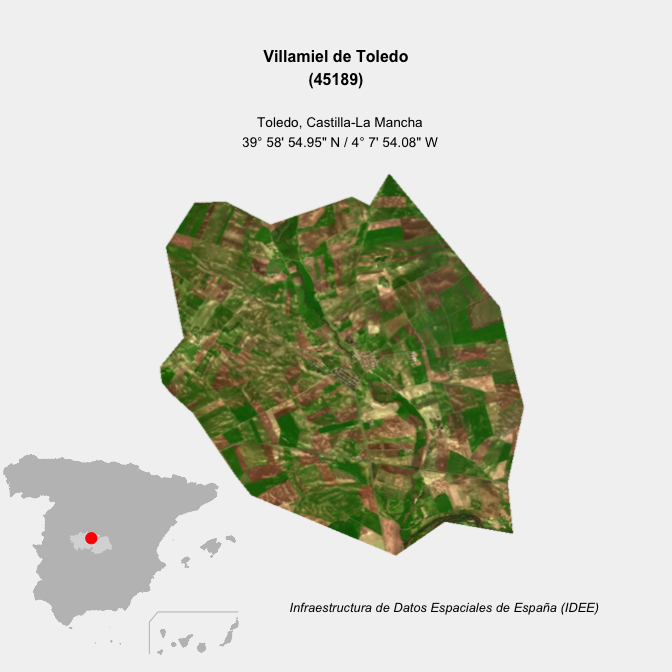 Villamiel de Toledo
(45189)
Toledo, Castilla-La Mancha
39° 58' 54.95" N / 4° 7' 54.08" W
Infraestructura de Datos Espaciales de España (IDEE)